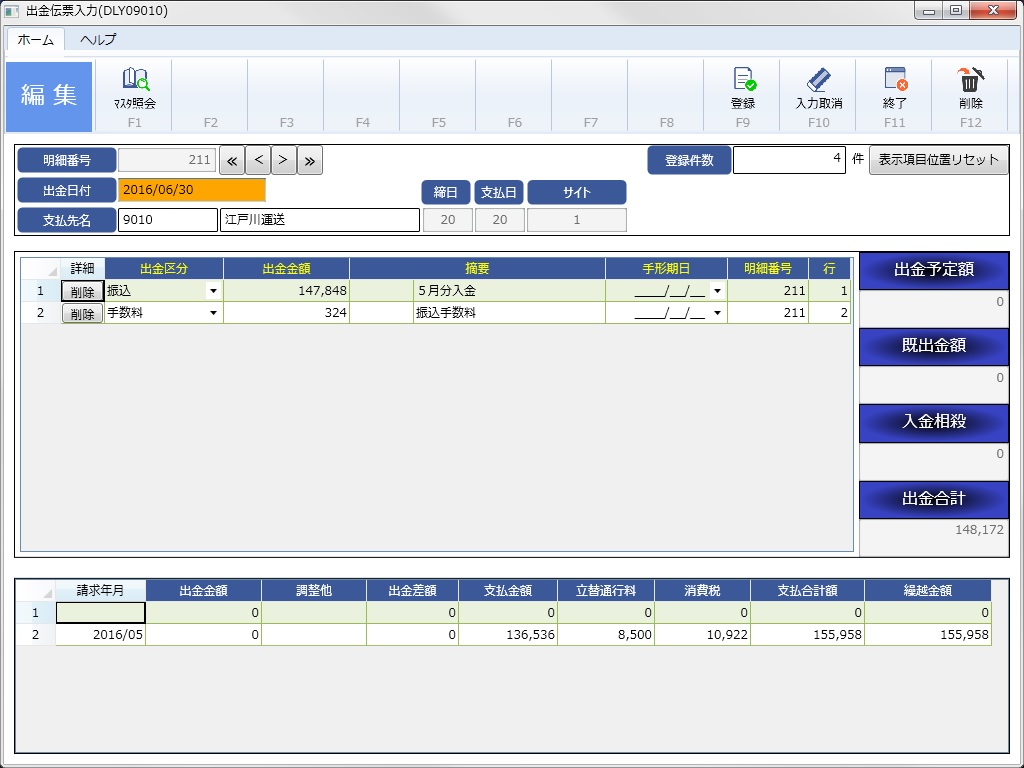 出金伝票入力(DLY09010)
ホーム ヘルプ
編集
ﾏｽﾀ照会 登録 入力取消 終了 削除
F1 F2 F3 F4 F5 F6 F7 F8 F9 F10 F11 F12
明細番号 211 « < > » 登録件数 4 件 表示項目位置リセット
出金日付 2016/06/30 締日 支払日 サイト
支払先名 9010 江戸川運送 20 20 1
詳細 出金区分 出金金額 摘要 手形期日 明細番号 行
1 削除 振込 147,848 5月分入金 ____/__/__ 211 1
2 削除 手数料 324 振込手数料 ____/__/__ 211 2
出金予定額
0
既出金額
0
入金相殺
0
出金合計
148,172
請求年月 出金金額 調整他 出金差額 支払金額 立替通行料 消費税 支払合計額 繰越金額
1 0 0 0 0 0 0 0
2 2016/05 0 0 136,536 8,500 10,922 155,958 155,958